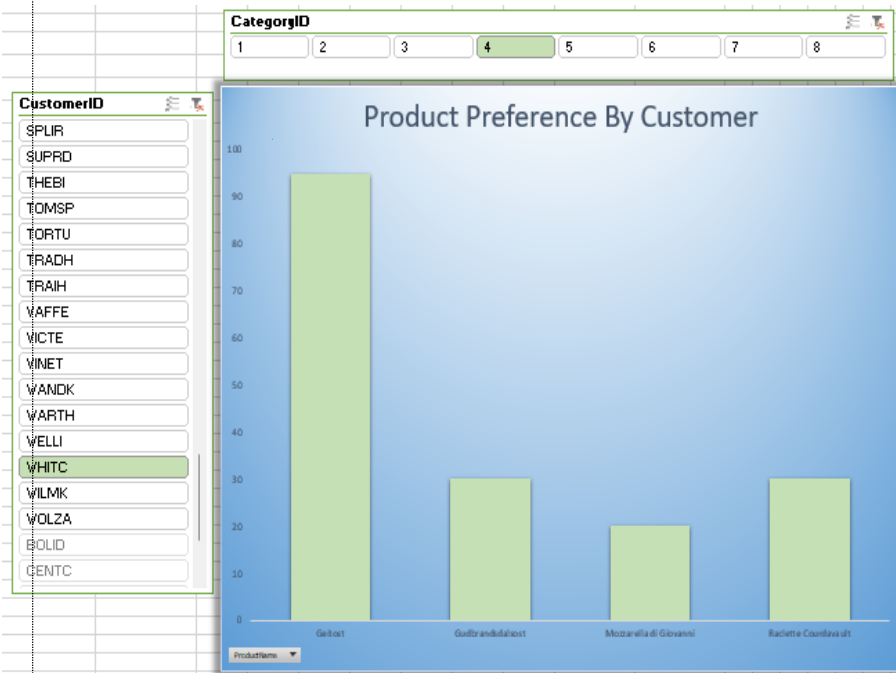 CategoryID
1 2 3 4 5 6 7 8
CustomerID
SPLIR
SUPRD
THEBI
TOMSP
TORTU
TRADH
TRAIH
VAFFE
VICTE
VINET
WANDK
WARTH
WELLI
WHITC
WILMK
WOLZA
BOLID
CENTC
Product Preference By Customer
100
90
80
70
60
50
40
30
20
10
0
Geitost Gudbrandsdalsost Mozzarella di Giovanni Raclette Courdavault
ProductName